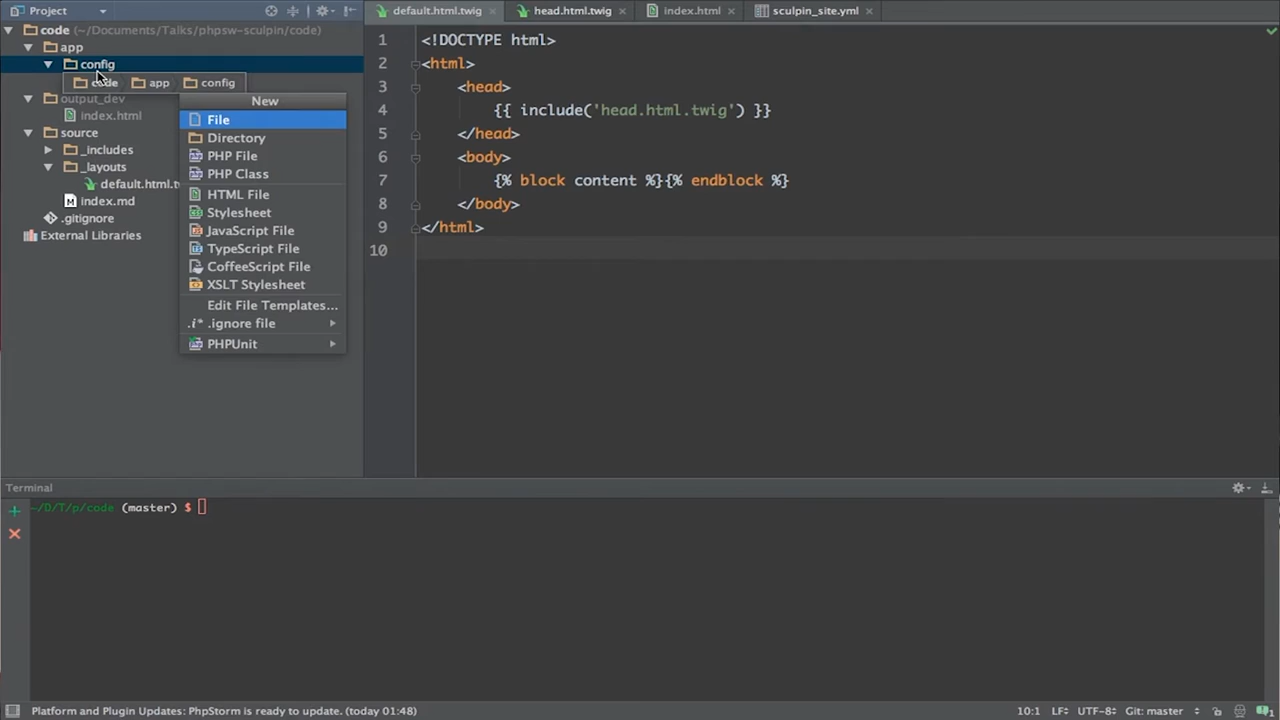 Project
default.html.twig
head.html.twig
index.html
sculpin_site.yml
code (~/Documents/Talks/phpsw-sculpin/code)
app
config
code app config
output_dev
index.html
source
_includes
_layouts
default.html.tw
index.md
.gitignore
External Libraries
New
File
Directory
PHP File
PHP Class
HTML File
Stylesheet
JavaScript File
TypeScript File
CoffeeScript File
XSLT Stylesheet
Edit File Templates...
.i* .ignore file
PHPUnit
1 <!DOCTYPE html>
2 <html>
3 <head>
4 {{ include('head.html.twig') }}
5 </head>
6 <body>
7 {% block content %}{% endblock %}
8 </body>
9 </html>
10
Terminal
~/D/T/p/code (master) $
Platform and Plugin Updates: PhpStorm is ready to update. (today 01:48)
10:1 LF UTF-8 Git: master